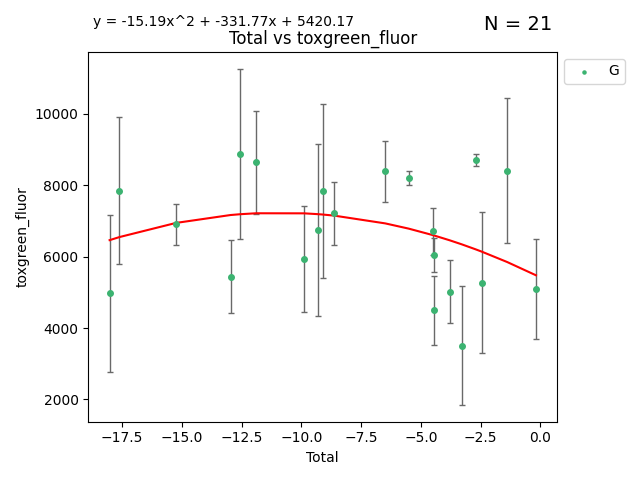 y = -15.19x^2 + -331.77x + 5420.17
N = 21
Total vs toxgreen_fluor
G
10000
8000
6000
4000
2000
toxgreen_fluor
−17.5 −15.0 −12.5 −10.0 −7.5 −5.0 −2.5 0.0
Total